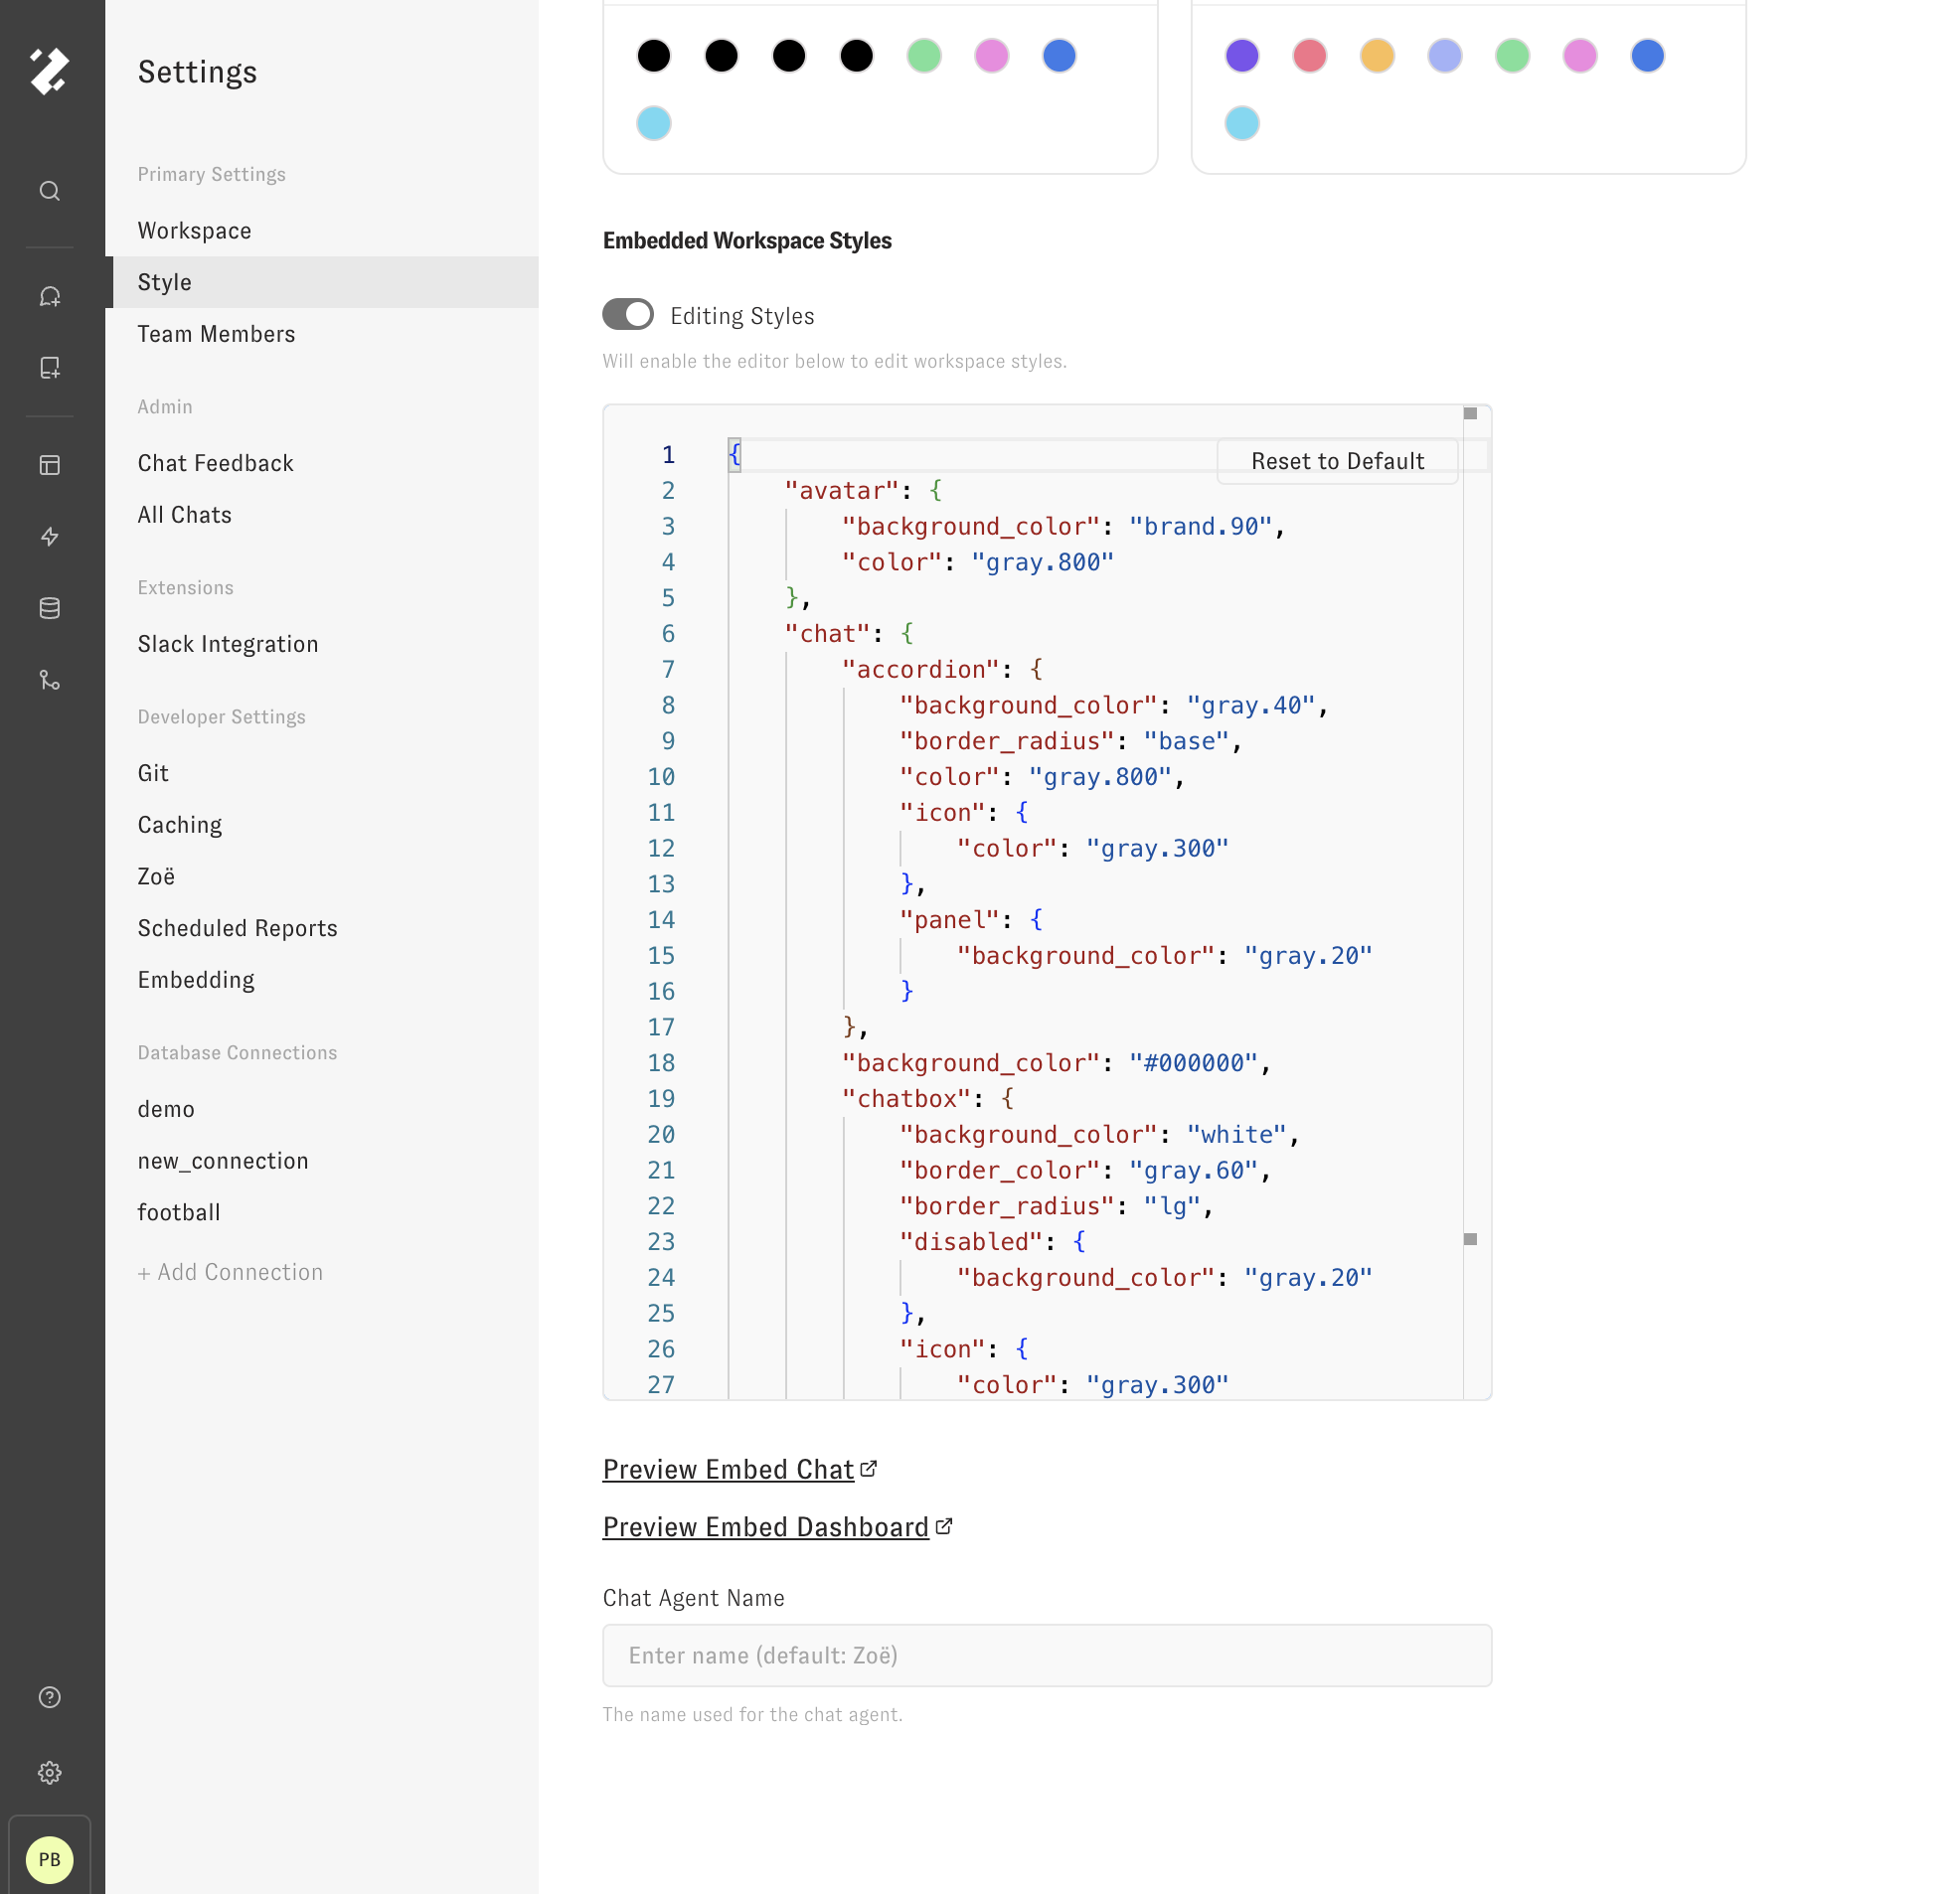 Settings
Primary Settings
Workspace
Style
Team Members
Admin
Chat Feedback
All Chats
Extensions
Slack Integration
Developer Settings
Git
Caching
Zoë
Scheduled Reports
Embedding
Database Connections
demo
new_connection
football
+ Add Connection
PB
Embedded Workspace Styles
Editing Styles
Will enable the editor below to edit workspace styles.
Reset to Default
1 {
2     "avatar": {
3         "background_color": "brand.90",
4         "color": "gray.800"
5     },
6     "chat": {
7         "accordion": {
8             "background_color": "gray.40",
9             "border_radius": "base",
10             "color": "gray.800",
11             "icon": {
12                 "color": "gray.300"
13             },
14             "panel": {
15                 "background_color": "gray.20"
16             }
17         },
18         "background_color": "#000000",
19         "chatbox": {
20             "background_color": "white",
21             "border_color": "gray.60",
22             "border_radius": "lg",
23             "disabled": {
24                 "background_color": "gray.20"
25             },
26             "icon": {
27                 "color": "gray.300"
Preview Embed Chat
Preview Embed Dashboard
Chat Agent Name
Enter name (default: Zoë)
The name used for the chat agent.